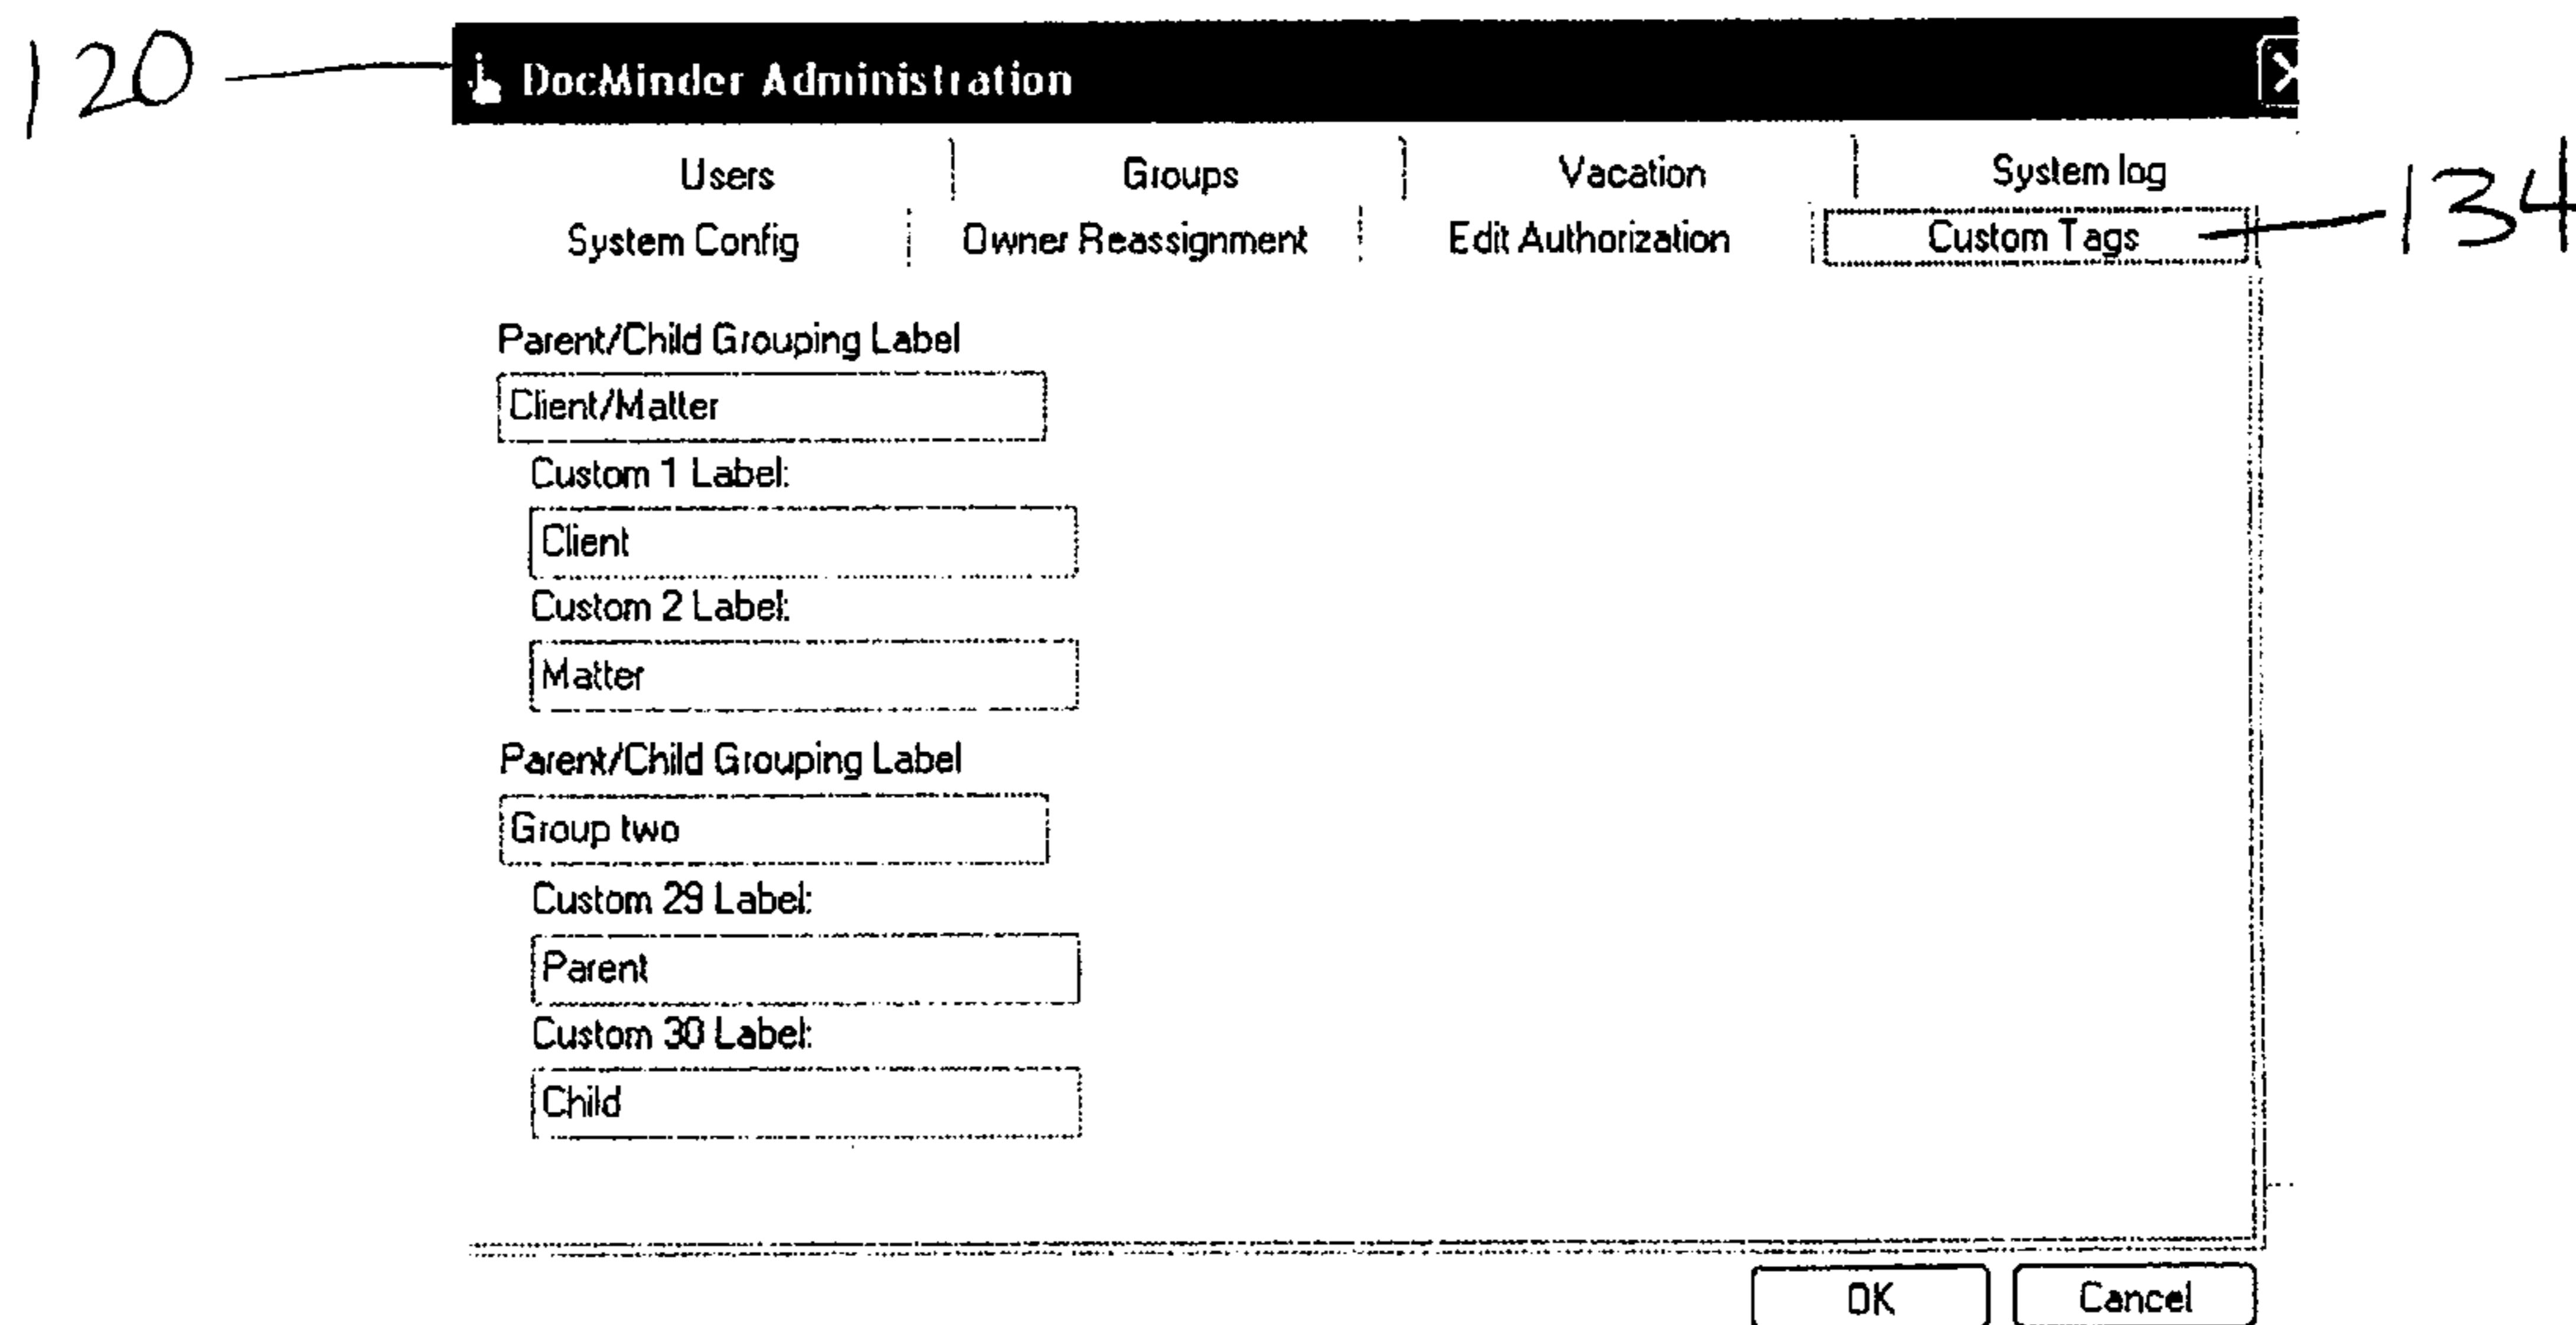 120
DocMinder Administration
Users Groups Vacation System log
134
System Config Owner Reassignment Edit Authorization Custom Tags
Parent/Child Grouping Label
Client/Matter
Custom 1 Label:
Client
Custom 2 Label:
Matter
Parent/Child Grouping Label
Group two
Custom 29 Label:
Parent
Custom 30 Label:
Child
OK Cancel